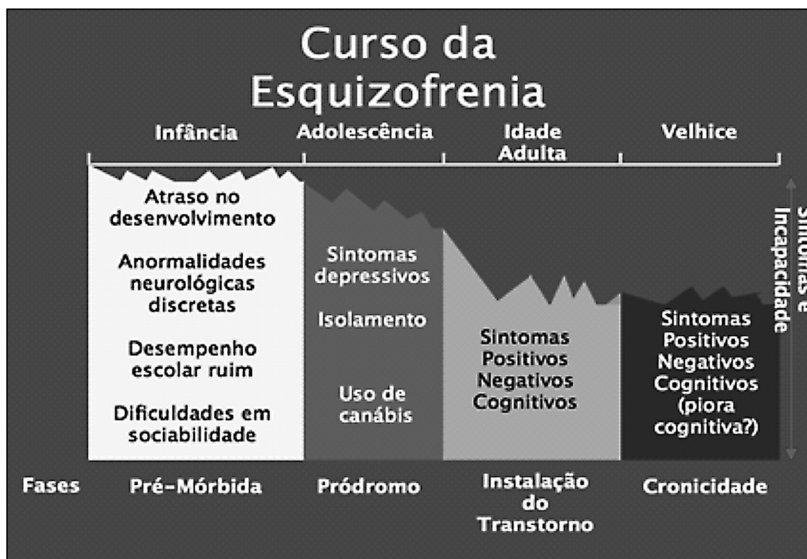 Curso da
Esquizofrenia
Infância
Adolescência
Idade
Adulta
Velhice
Atraso no
desenvolvimento
Anormalidades
neurológicas
discretas
Desempenho
escolar ruim
Dificuldades em
sociabilidade
Sintomas
depressivos
Isolamento
Uso de
canábis
Sintomas
Positivos
Negativos
Cognitivos
Sintomas
Positivos
Negativos
Cognitivos
(piora
cognitiva?)
Sintomas e
Incapacidade
Fases
Pré-Mórbida
Pródromo
Instalação
do
Transtorno
Cronicidade